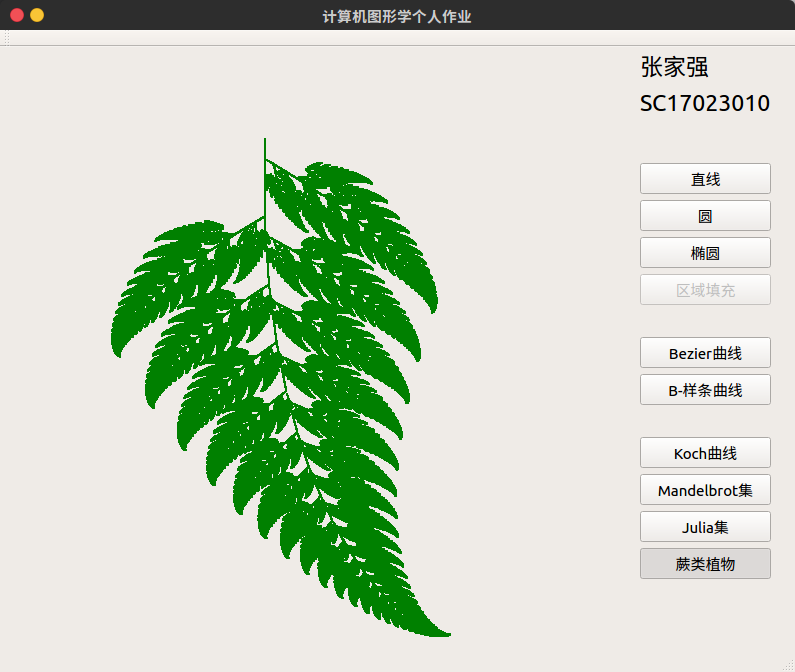 计算机图形学个人作业
张家强
SC17023010
直线
圆
椭圆
区域填充
Bezier曲线
B-样条曲线
Koch曲线
Mandelbrot集
Julia集
蕨类植物